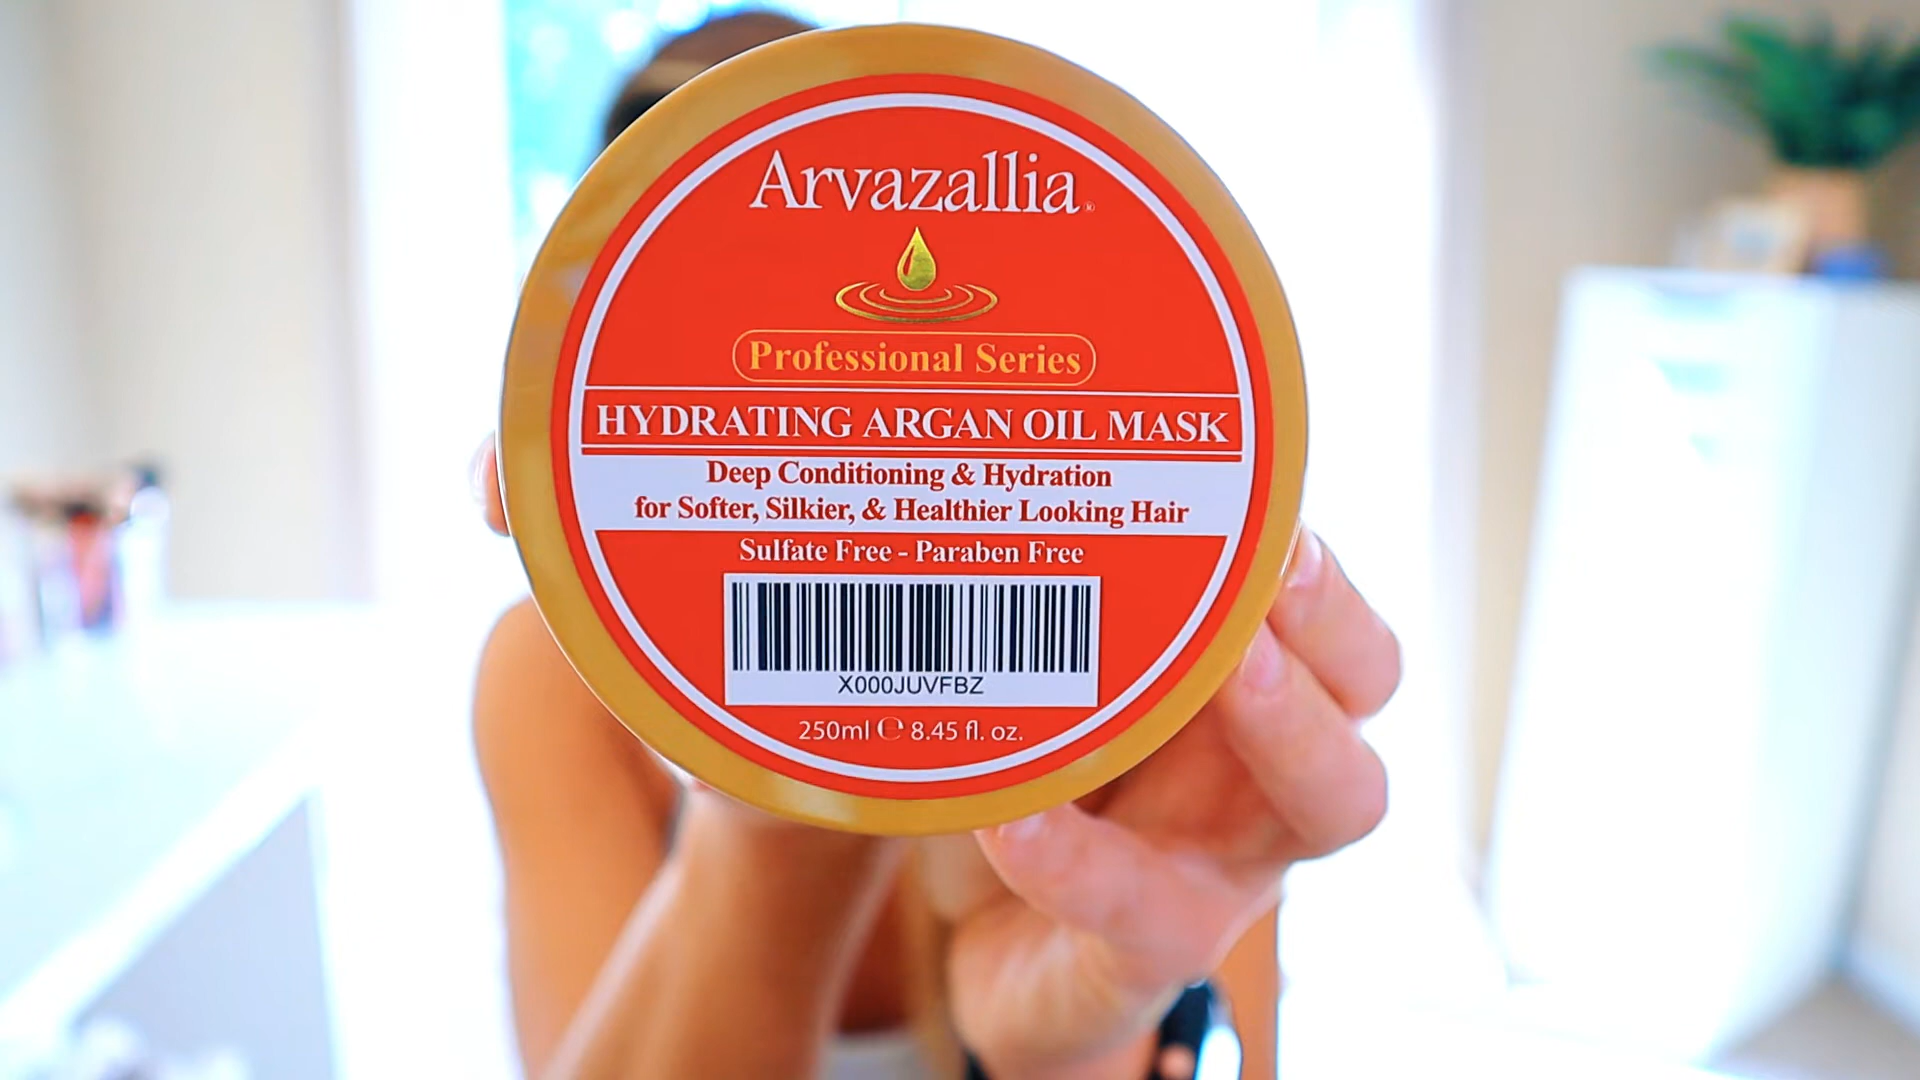 Arvazallia®
Professional Series
HYDRATING ARGAN OIL MASK
Deep Conditioning & Hydration
for Softer, Silkier, & Healthier Looking Hair
Sulfate Free - Paraben Free
X000JUVFBZ
250ml ℮ 8.45 fl. oz.